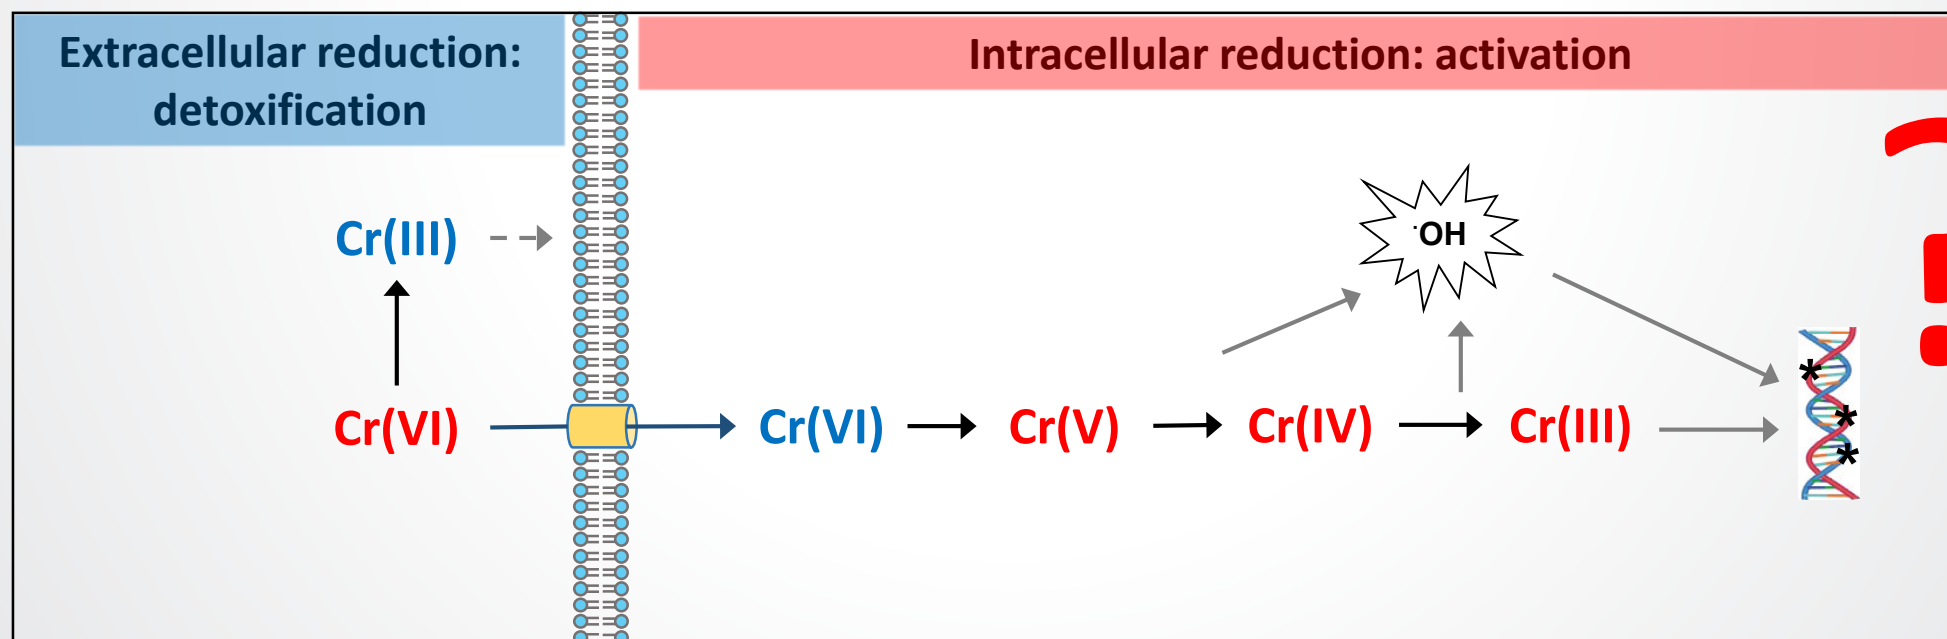 Extracellular reduction:
detoxification
Intracellular reduction: activation
Cr(III)
·OH
Cr(VI)
Cr(VI)
Cr(V)
Cr(IV)
Cr(III)
*
*
*